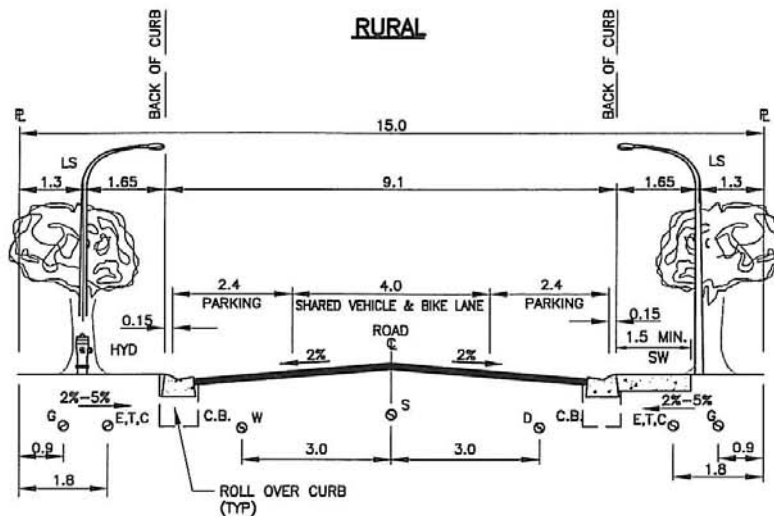 RURAL
BACK OF CURB
BACK OF CURB
PL
PL
15.0
LS
LS
1.3
1.65
9.1
1.65
1.3
2.4
4.0
2.4
PARKING
SHARED VEHICLE & BIKE LANE
PARKING
0.15
0.15
ROAD
CL
1.5 MIN.
HYD
SW
2%
2%
2%-5%
2%-5%
G
E,T,C
C.B.
W
S
D
C.B.
E,T,C
G
0.9
3.0
3.0
0.9
1.8
1.8
ROLL OVER CURB
(TYP)